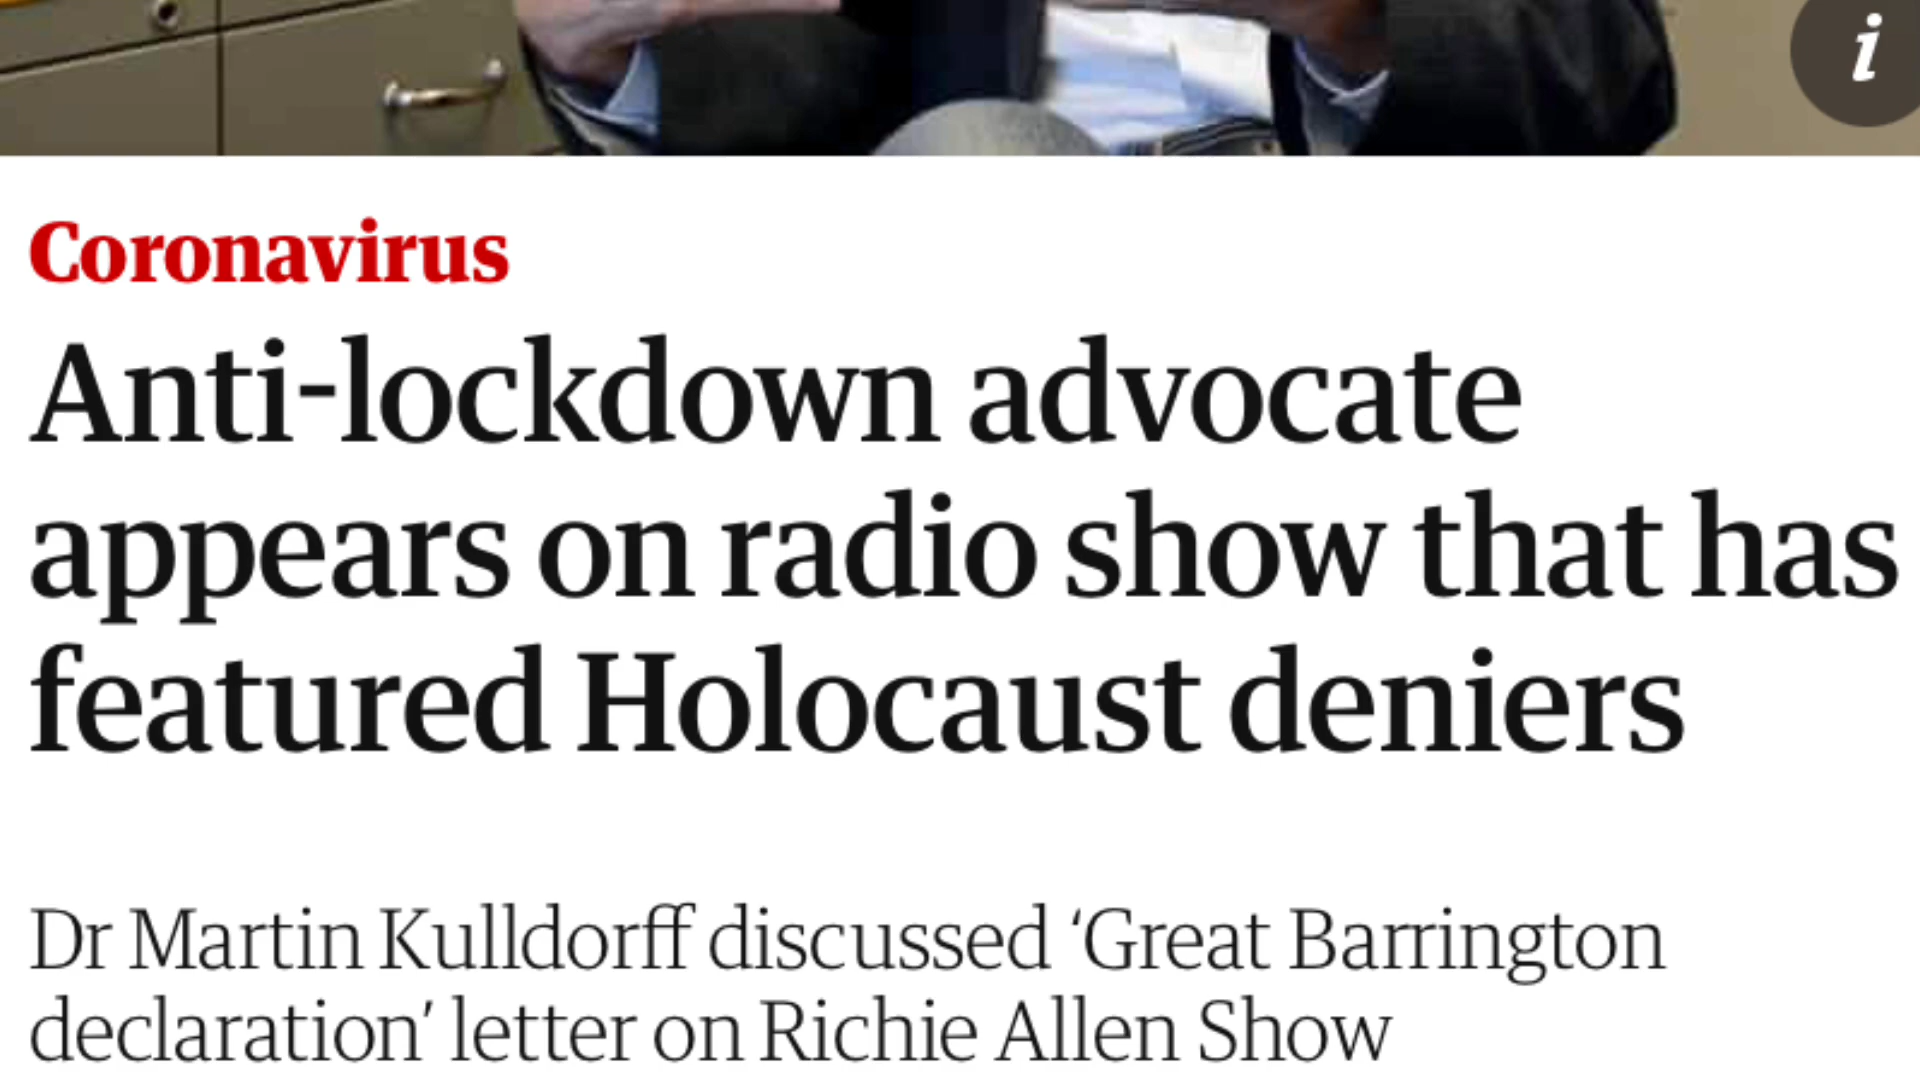 i
Coronavirus
Anti-lockdown advocate
appears on radio show that has
featured Holocaust deniers
Dr Martin Kulldorff discussed ‘Great Barrington
declaration’ letter on Richie Allen Show